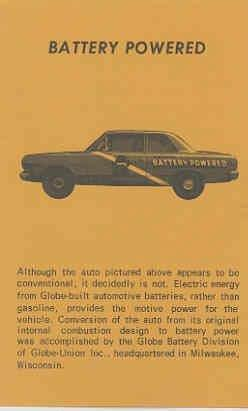 BATTERY POWERED
BATTERY POWERED
Although the auto pictured above appears to be
conventional, it decidedly is not. Electric energy
from Globe-built automotive batteries, rather than
gasoline, provides the motive power for the
vehicle. Conversion of the auto from its original
internal combustion design to battery power
was accomplished by the Globe Battery Division
of Globe-Union Inc., headquartered in Milwaukee,
Wisconsin.